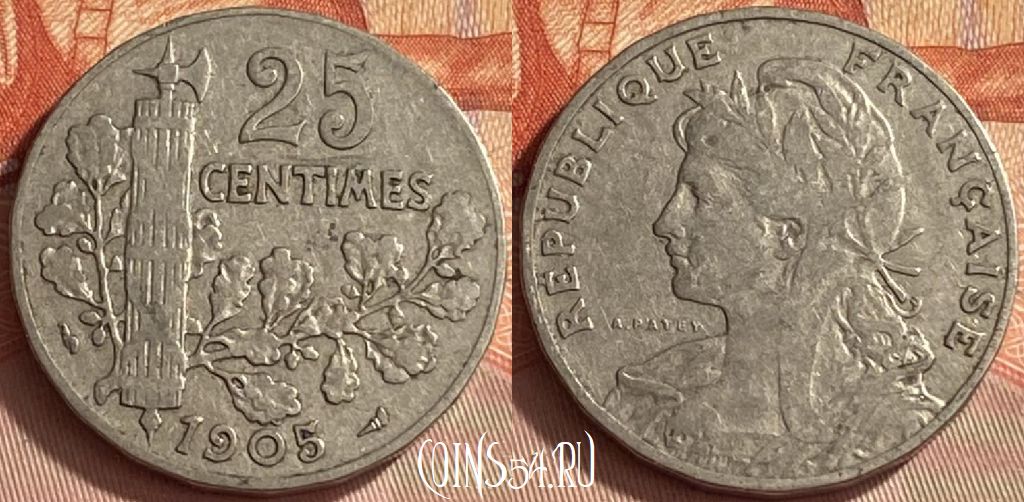 25
CENTIMES
1905
RÉPUBLIQUE FRANÇAISE
A. PATEY
COINS54.RU